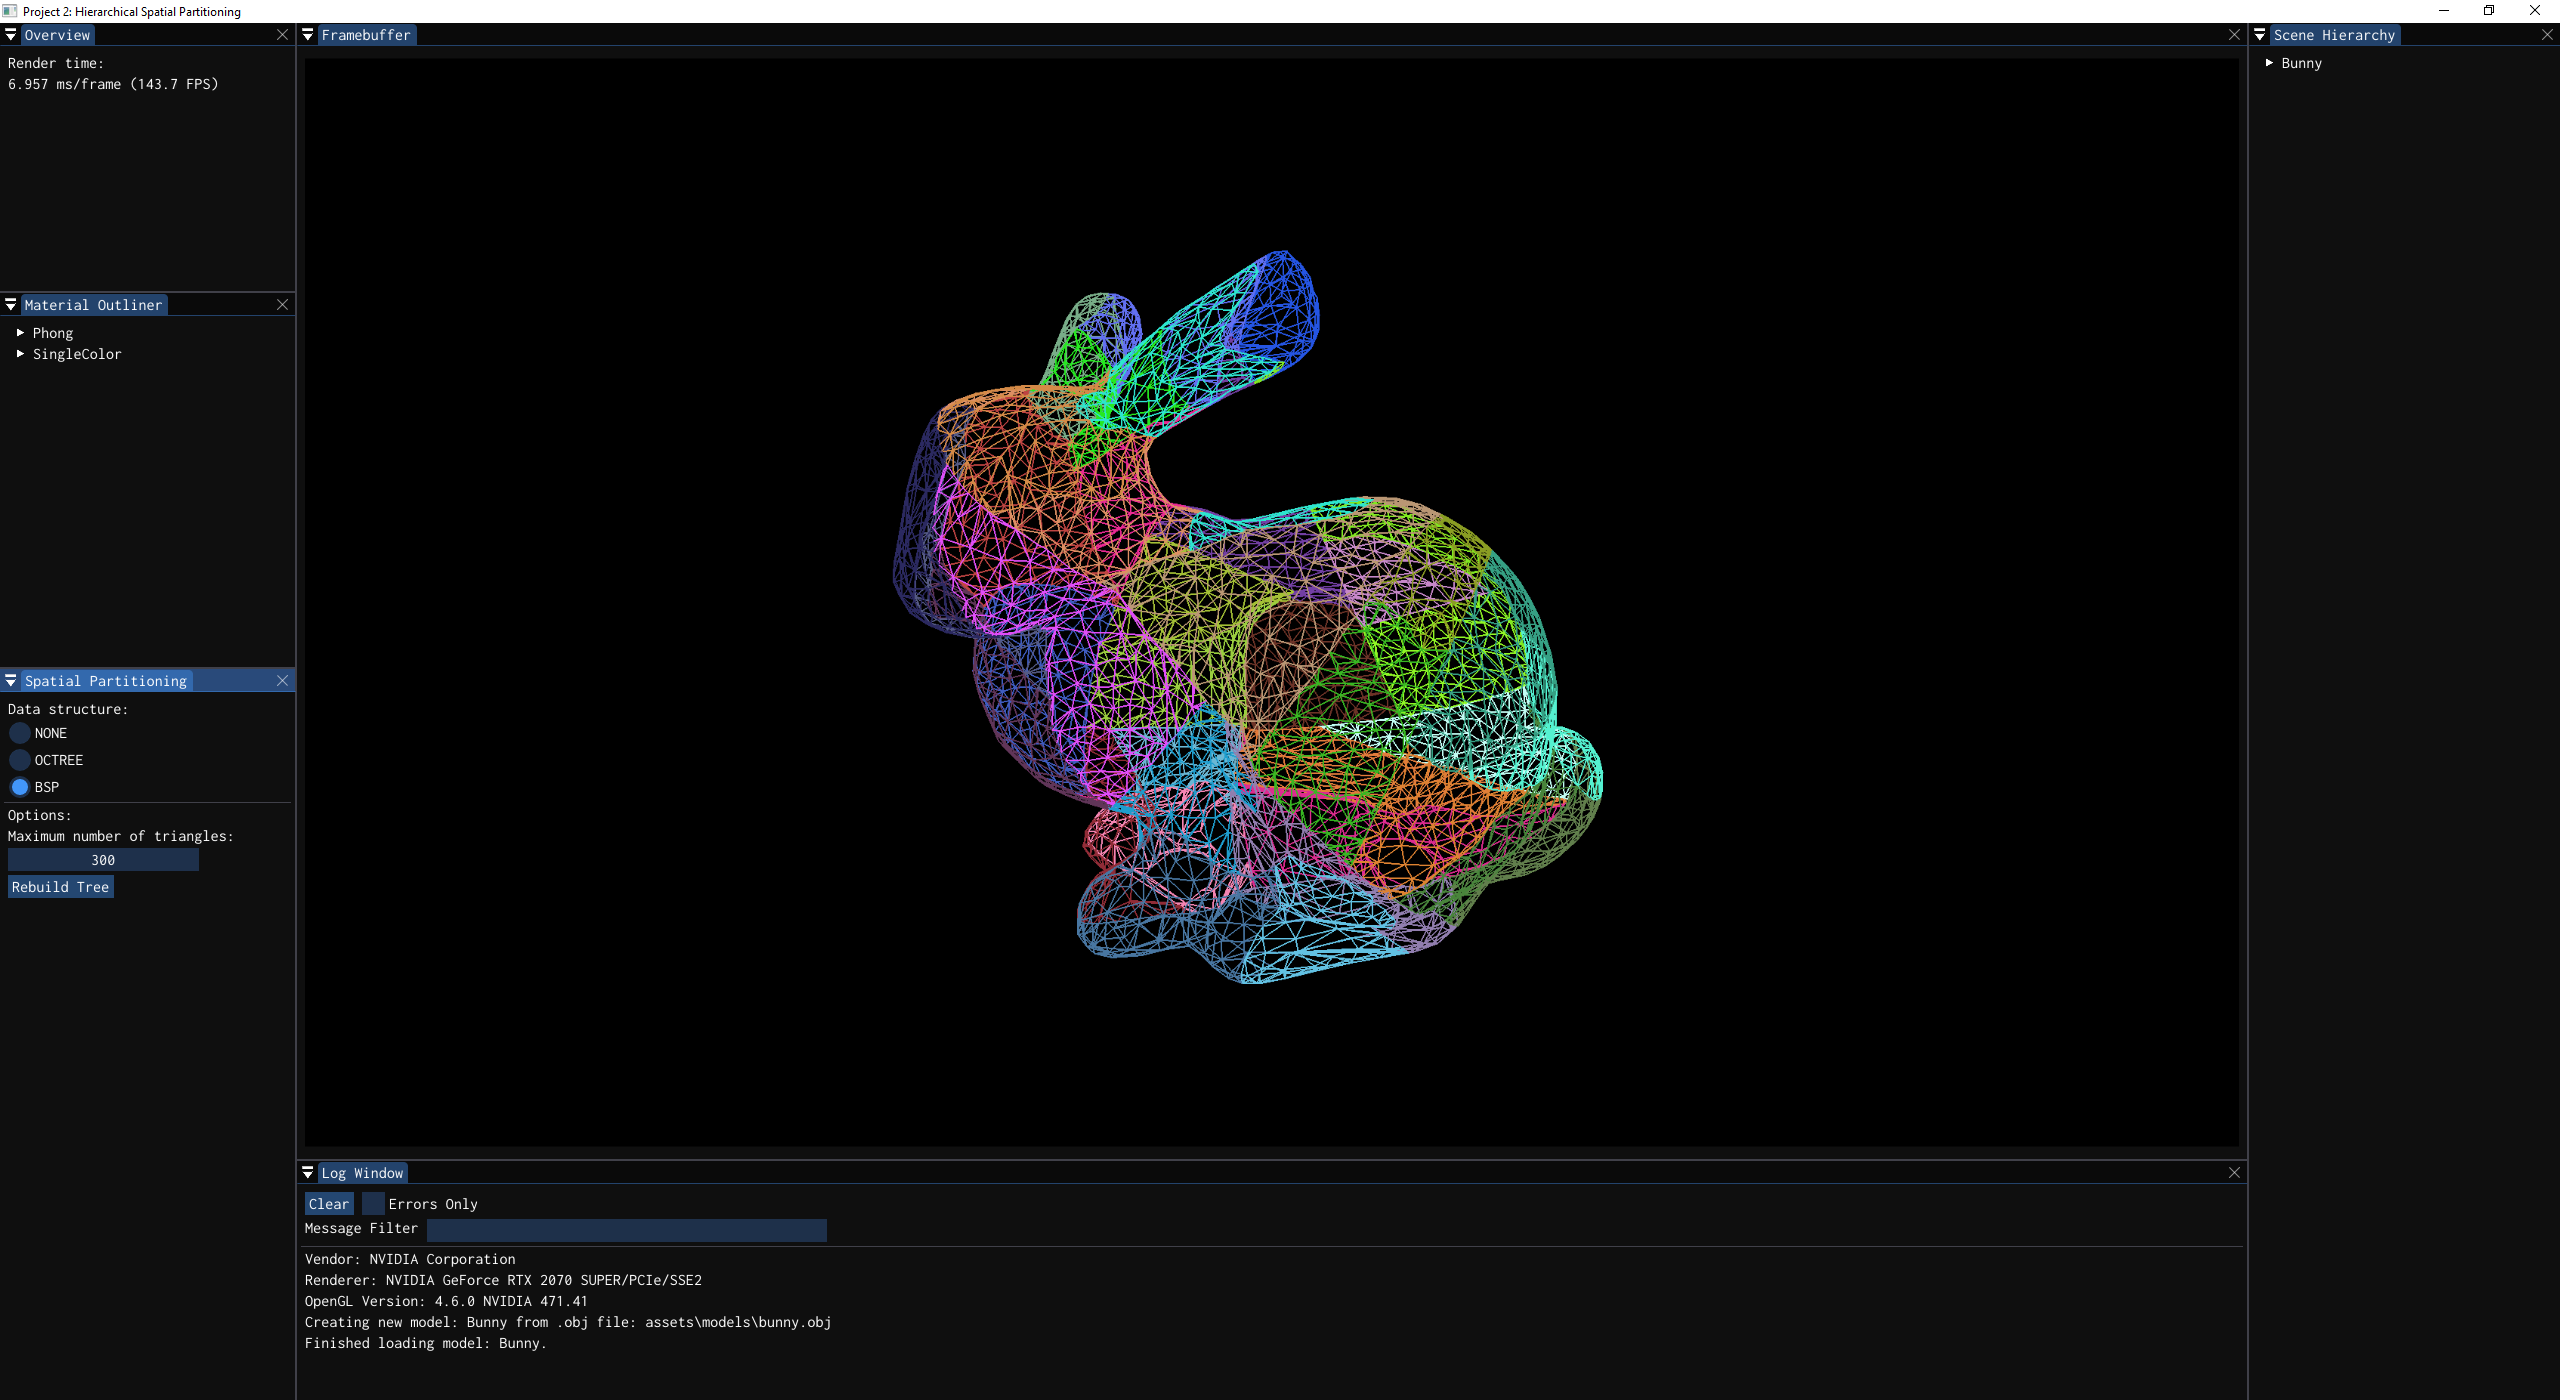 Project 2: Hierarchical Spatial Partitioning
Overview
Render time:
6.957 ms/frame (143.7 FPS)
Material Outliner
Phong
SingleColor
Spatial Partitioning
Data structure:
NONE
OCTREE
BSP
Options:
Maximum number of triangles:
300
Rebuild Tree
Framebuffer
Log Window
Clear Errors Only
Message Filter
Vendor: NVIDIA Corporation
Renderer: NVIDIA GeForce RTX 2070 SUPER/PCIe/SSE2
OpenGL Version: 4.6.0 NVIDIA 471.41
Creating new model: Bunny from .obj file: assets\models\bunny.obj
Finished loading model: Bunny.
Scene Hierarchy
Bunny